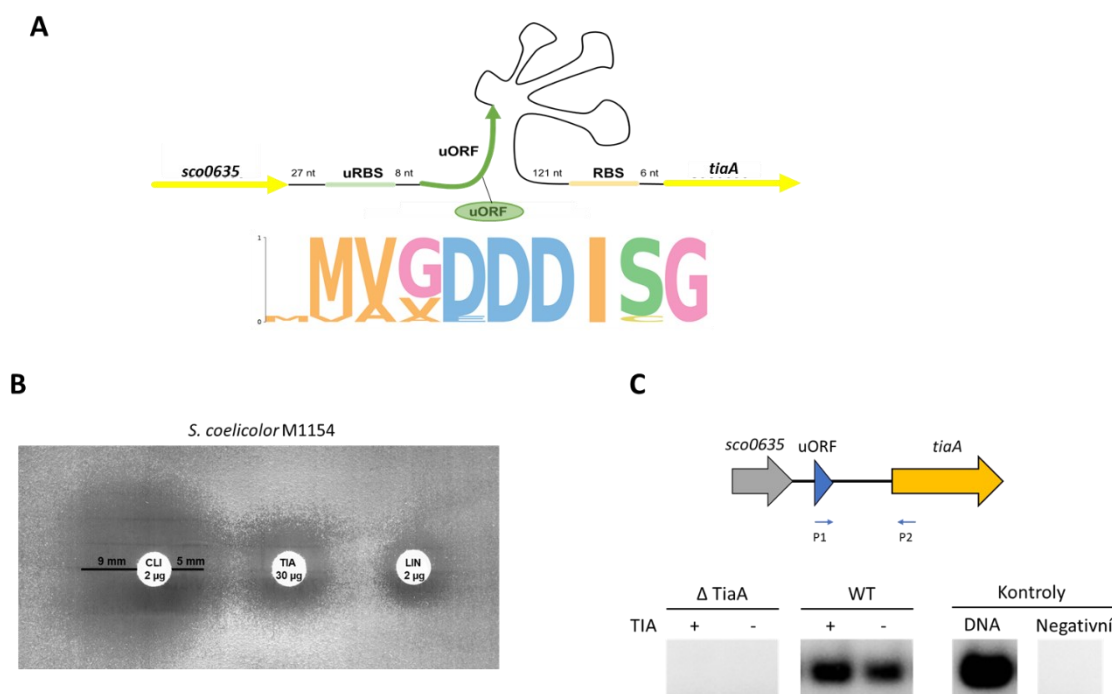 A
sco0635
27 nt
uRBS
8 nt
uORF
121 nt
RBS
6 nt
tiaA
uORF
1
0
MVGDDDISG
B
S. coelicolor M1154
9 mm
CLI
2 µg
5 mm
TIA
30 µg
LIN
2 µg
C
sco0635
uORF
tiaA
P1
P2
Δ TiaA
WT
Kontroly
TIA
+
-
+
-
DNA
Negativní